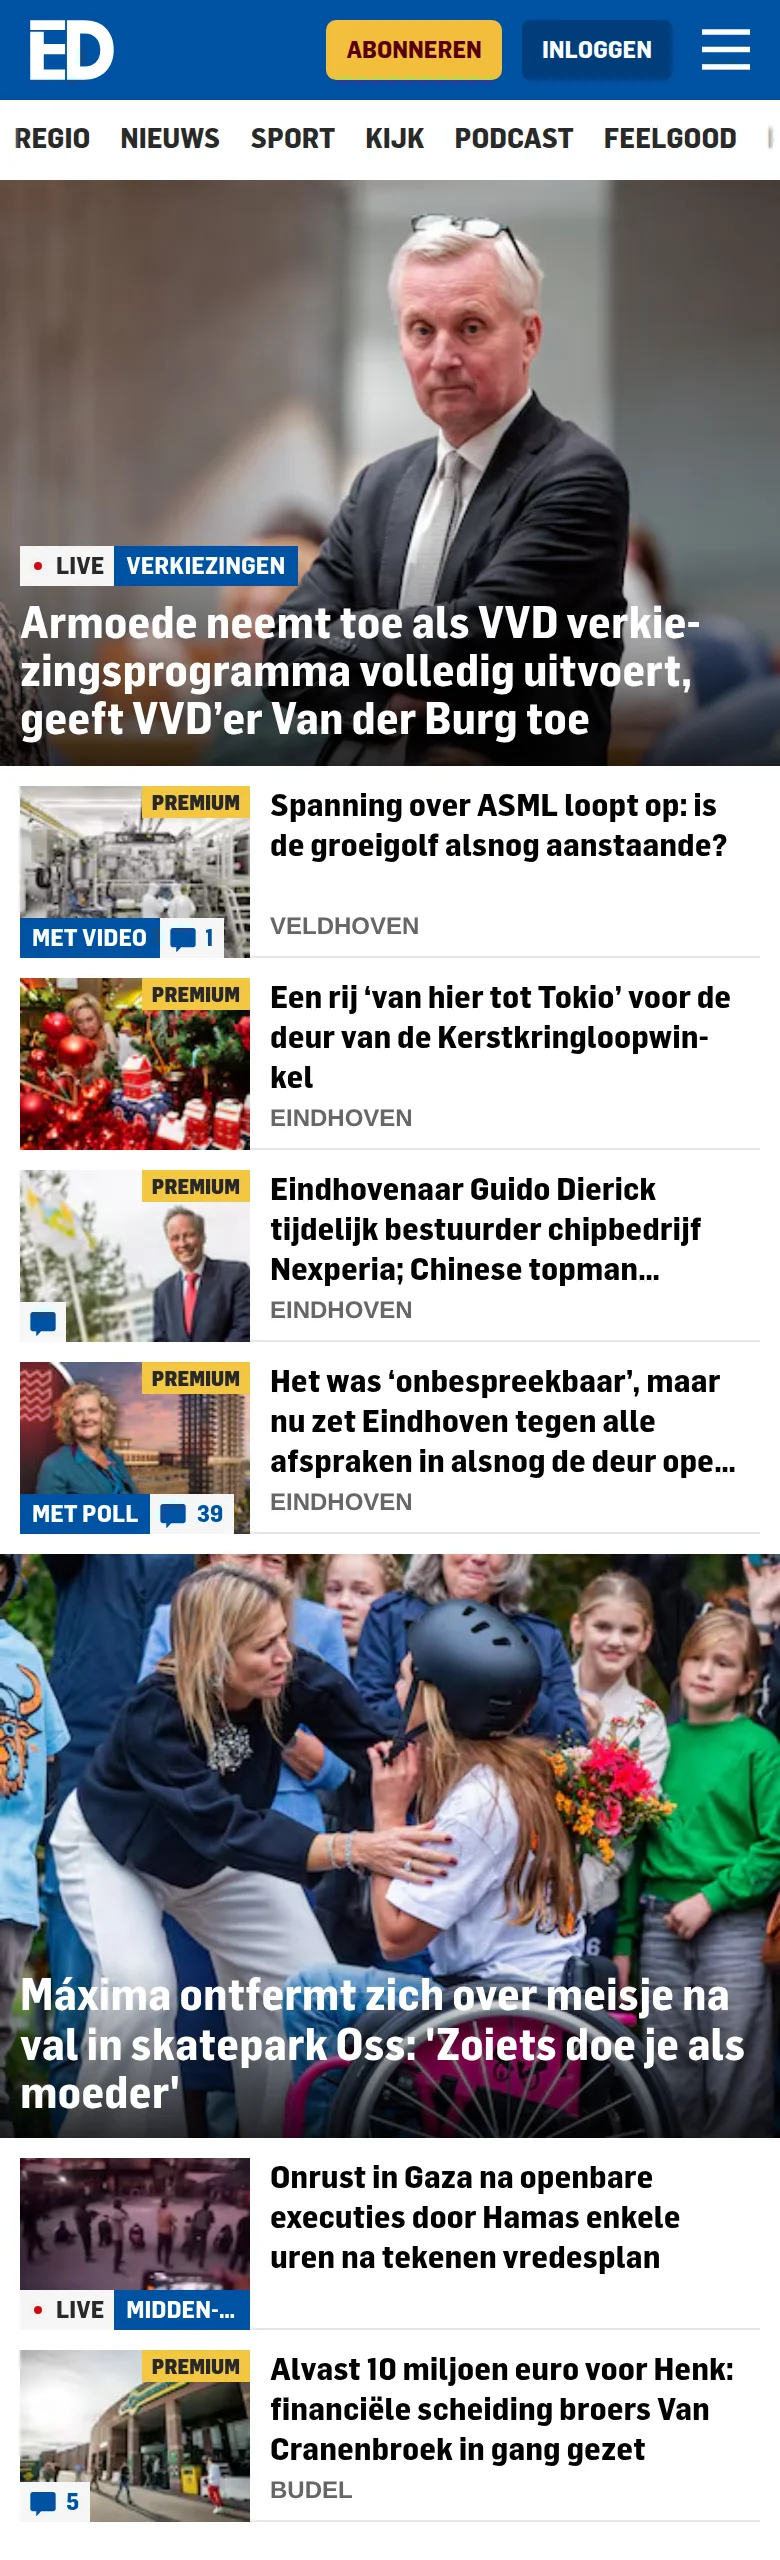 ED
ABONNEREN
INLOGGEN
REGIO NIEUWS SPORT KIJK PODCAST FEELGOOD
LIVE VERKIEZINGEN
Armoede neemt toe als VVD verkie-
zingsprogramma volledig uitvoert,
geeft VVD’er Van der Burg toe
PREMIUM
MET VIDEO 1
Spanning over ASML loopt op: is
de groeigolf alsnog aanstaande?
VELDHOVEN
PREMIUM
Een rij ‘van hier tot Tokio’ voor de
deur van de Kerstkringloopwin-
kel
EINDHOVEN
PREMIUM
Eindhovenaar Guido Dierick
tijdelijk bestuurder chipbedrijf
Nexperia; Chinese topman...
EINDHOVEN
PREMIUM
MET POLL 39
Het was ‘onbespreekbaar’, maar
nu zet Eindhoven tegen alle
afspraken in alsnog de deur ope...
EINDHOVEN
Máxima ontfermt zich over meisje na
val in skatepark Oss: 'Zoiets doe je als
moeder'
LIVE MIDDEN-...
Onrust in Gaza na openbare
executies door Hamas enkele
uren na tekenen vredesplan
PREMIUM
5
Alvast 10 miljoen euro voor Henk:
financiële scheiding broers Van
Cranenbroek in gang gezet
BUDEL